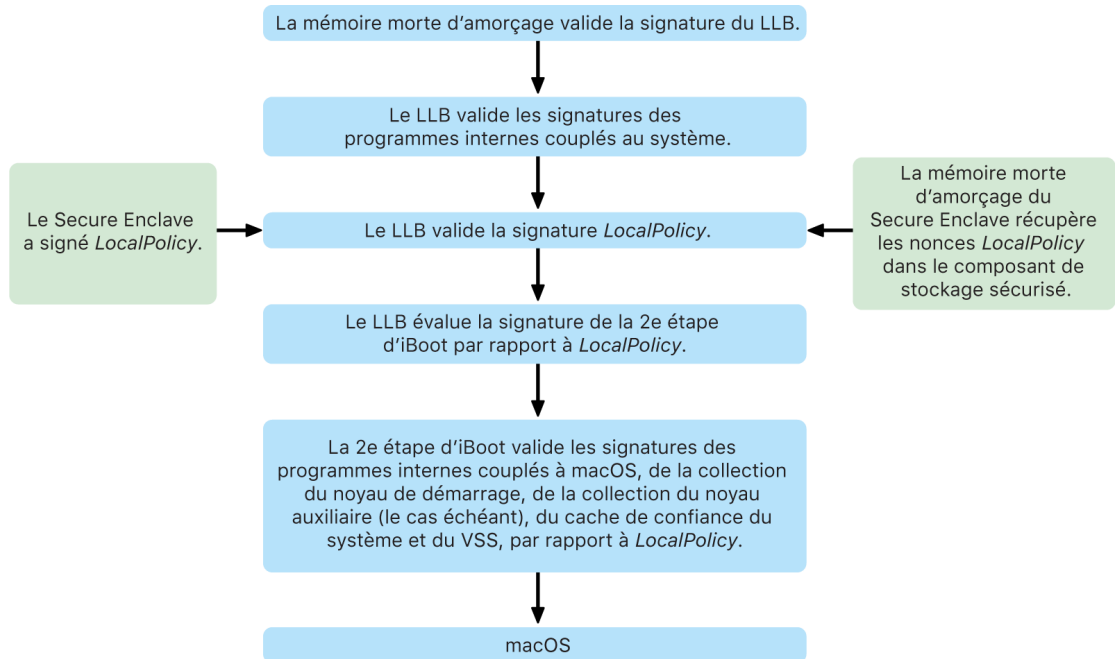 La mémoire morte d’amorçage valide la signature du LLB.
Le LLB valide les signatures des
programmes internes couplés au système.
Le Secure Enclave
a signé LocalPolicy.
Le LLB valide la signature LocalPolicy.
La mémoire morte
d’amorçage du
Secure Enclave récupère
les nonces LocalPolicy
dans le composant de
stockage sécurisé.
Le LLB évalue la signature de la 2e étape
d’iBoot par rapport à LocalPolicy.
La 2e étape d’iBoot valide les signatures des
programmes internes couplés à macOS, de la collection
du noyau de démarrage, de la collection du noyau
auxiliaire (le cas échéant), du cache de confiance du
système et du VSS, par rapport à LocalPolicy.
macOS